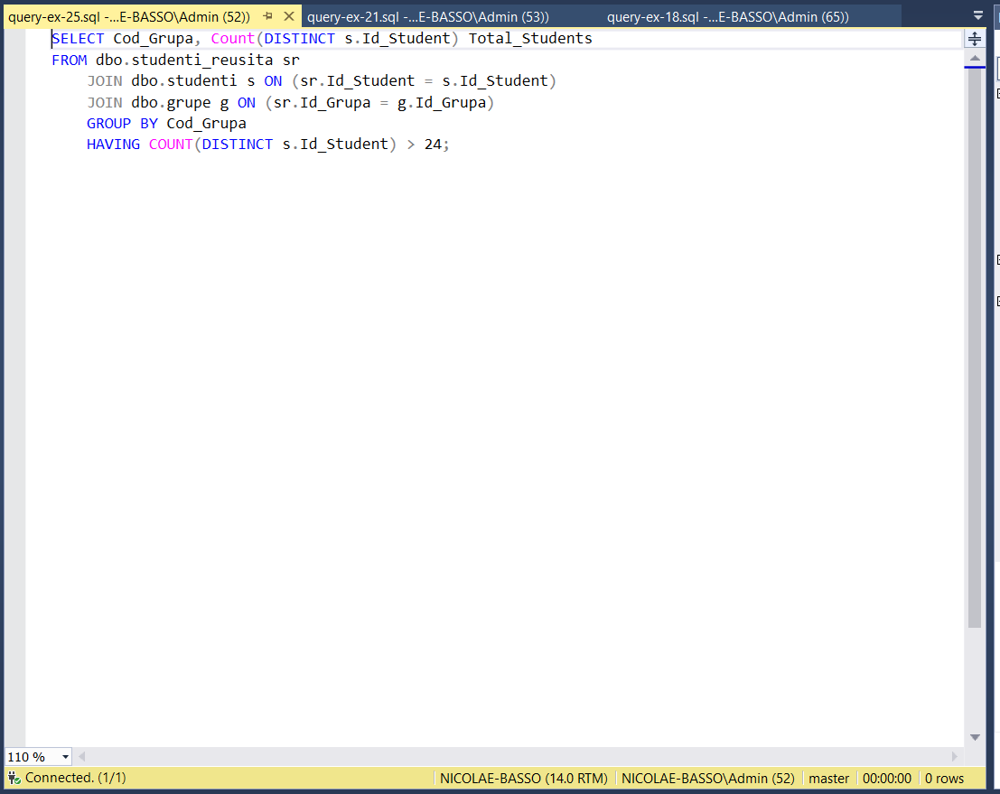 query-ex-25.sql -...E-BASSO\Admin (52)) query-ex-21.sql -...E-BASSO\Admin (53)) query-ex-18.sql -...E-BASSO\Admin (65))
SELECT Cod_Grupa, Count(DISTINCT s.Id_Student) Total_Students
FROM dbo.studenti_reusita sr
    JOIN dbo.studenti s ON (sr.Id_Student = s.Id_Student)
    JOIN dbo.grupe g ON (sr.Id_Grupa = g.Id_Grupa)
    GROUP BY Cod_Grupa
    HAVING COUNT(DISTINCT s.Id_Student) > 24;
110 %
Connected. (1/1) NICOLAE-BASSO (14.0 RTM) NICOLAE-BASSO\Admin (52) master 00:00:00 0 rows